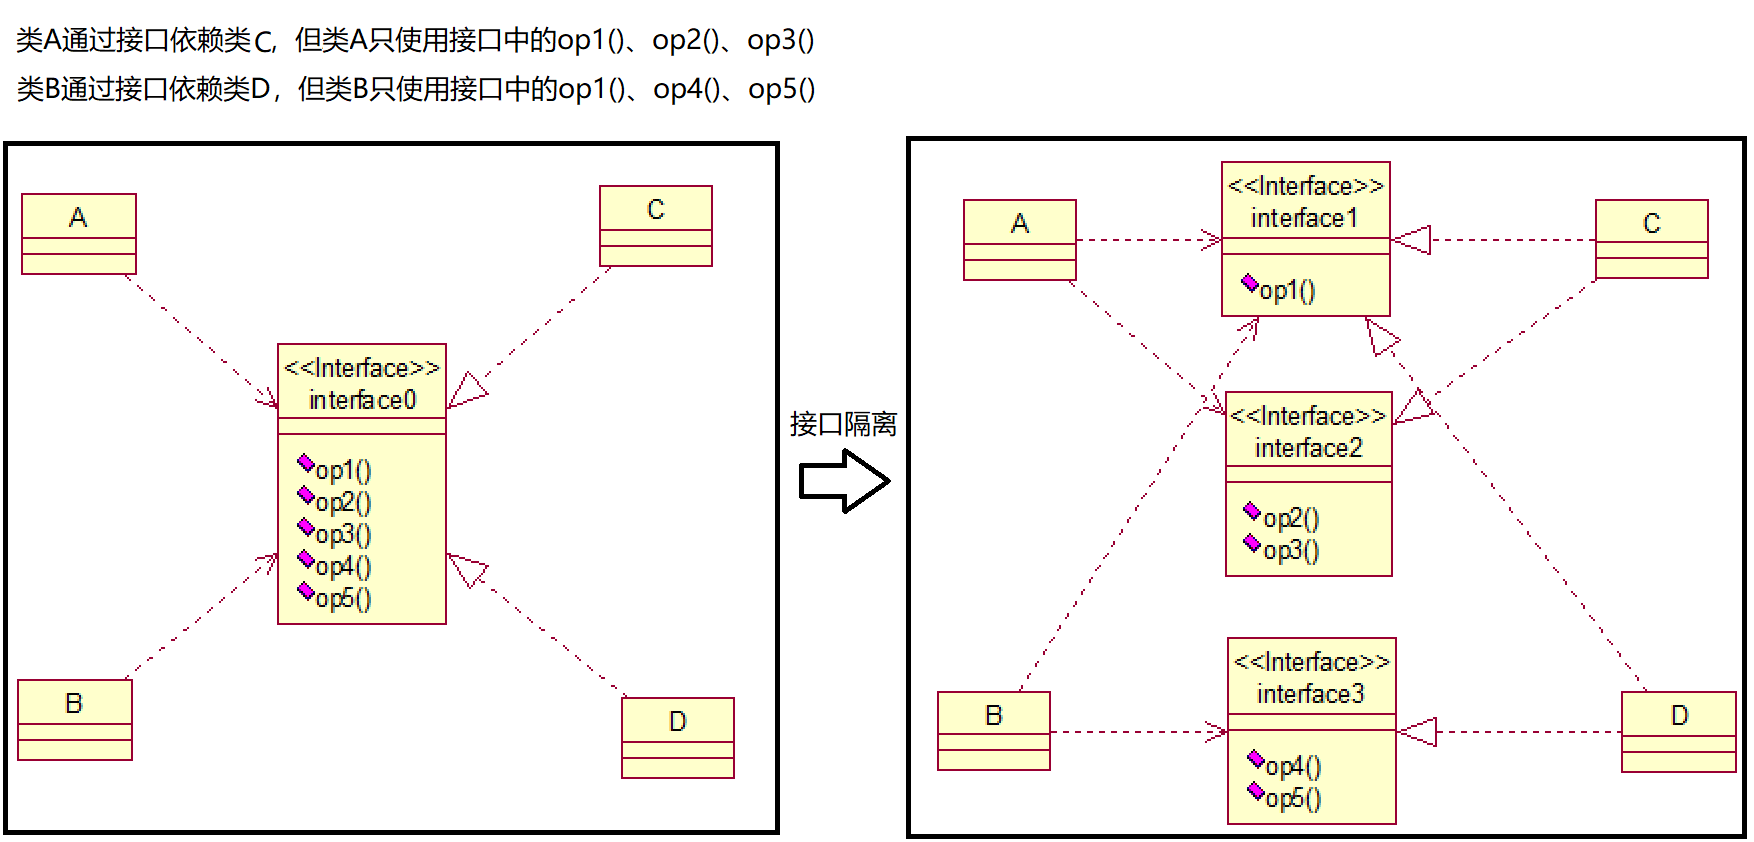 类A通过接口依赖类C,但类A只使用接口中的op1()、op2()、op3()
类B通过接口依赖类D，但类B只使用接口中的op1()、op4()、op5()
A
C
<<Interface>>
interface0
op1()
op2()
op3()
op4()
op5()
B
D
接口隔离
A
<<Interface>>
interface1
op1()
C
<<Interface>>
interface2
op2()
op3()
B
<<Interface>>
interface3
op4()
op5()
D